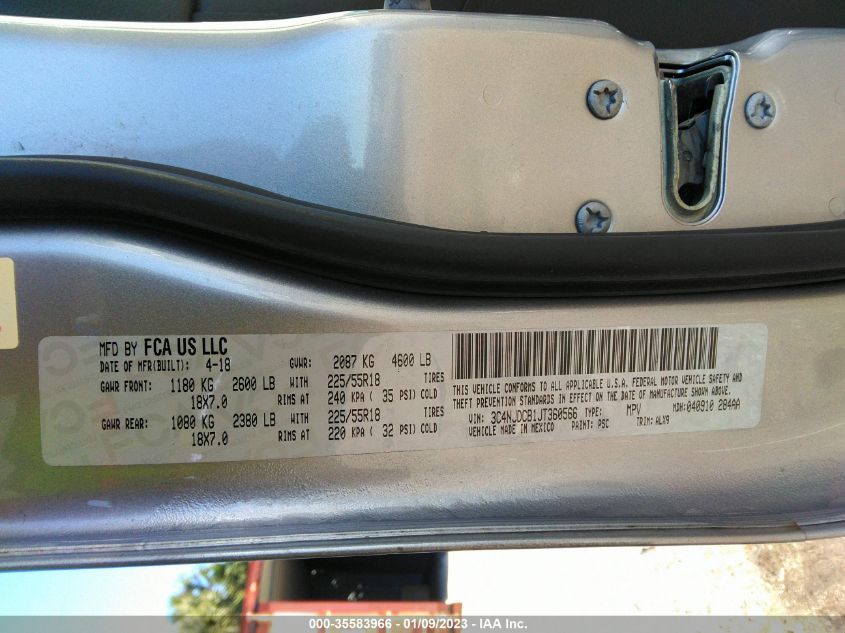 MFD BY FCA US LLC
DATE OF MFR(BUILT): 4-18 GVWR: 2087 KG 4600 LB
GAWR FRONT: 1180 KG 2600 LB WITH 225/55R18 TIRES
18X7.0 RIMS AT 240 KPA ( 35 PSI) COLD
GAWR REAR: 1080 KG 2380 LB WITH 225/55R18 TIRES
18X7.0 RIMS AT 220 KPA ( 32 PSI) COLD
THIS VEHICLE CONFORMS TO ALL APPLICABLE U.S.A. FEDERAL MOTOR VEHICLE SAFETY AND
THEFT PREVENTION STANDARDS IN EFFECT ON THE DATE OF MANUFACTURE SHOWN ABOVE.
VIN: 3C4NJDCB1JT360566 TYPE: MPV MDH:040910 284AA
VEHICLE MADE IN MEXICO PAINT: PSC TRIM: ALX9
000-35583966 - 01/09/2023 - IAA Inc.